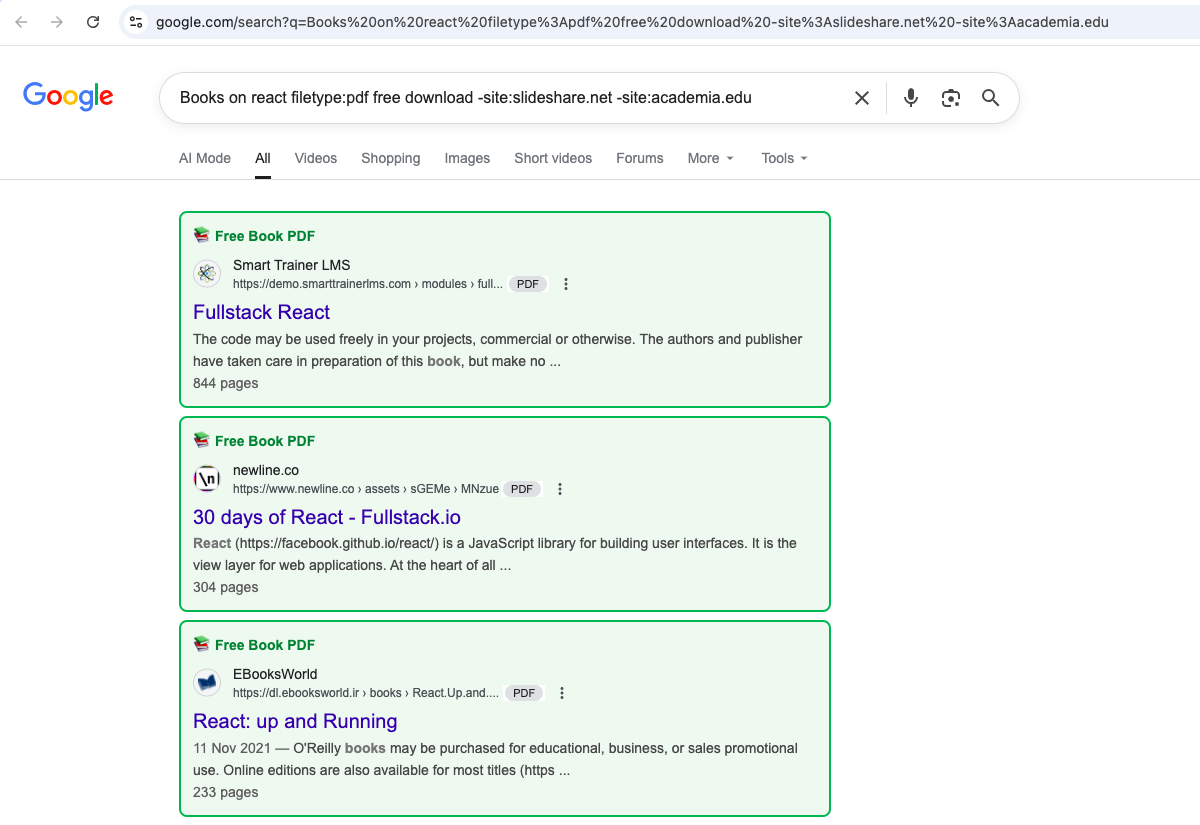 google.com/search?q=Books%20on%20react%20filetype%3Apdf%20free%20download%20-site%3Aslideshare.net%20-site%3Aacademia.edu
Google
Books on react filetype:pdf free download -site:slideshare.net -site:academia.edu
AI Mode All Videos Shopping Images Short videos Forums More Tools
Free Book PDF
Smart Trainer LMS
https://demo.smarttrainerlms.com › modules › full... PDF
Fullstack React
The code may be used freely in your projects, commercial or otherwise. The authors and publisher
have taken care in preparation of this book, but make no ...
844 pages
Free Book PDF
\n
newline.co
https://www.newline.co › assets › sGEMe › MNzue PDF
30 days of React - Fullstack.io
React (https://facebook.github.io/react/) is a JavaScript library for building user interfaces. It is the
view layer for web applications. At the heart of all ...
304 pages
Free Book PDF
EBooksWorld
https://dl.ebooksworld.ir › books › React.Up.and.... PDF
React: up and Running
11 Nov 2021 — O'Reilly books may be purchased for educational, business, or sales promotional
use. Online editions are also available for most titles (https ...
233 pages